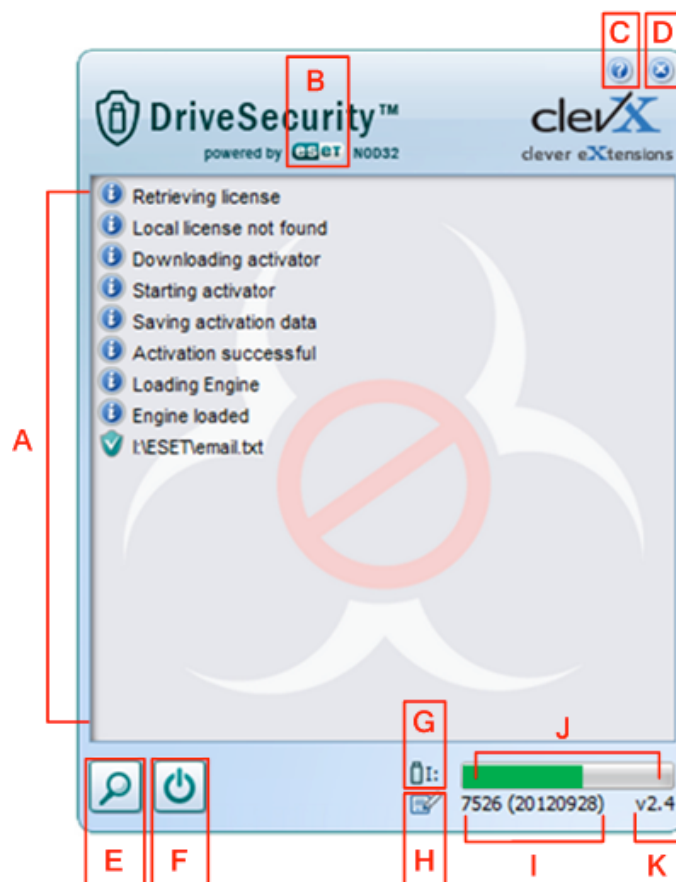 C D
B
DriveSecurity™
powered by eseT NOD32
clevX
clever eXtensions
Retrieving license
Local license not found
Downloading activator
Starting activator
Saving activation data
Activation successful
Loading Engine
Engine loaded
I:\ESET\email.txt
A
G
J
I:
7526 (20120928) v2.4
E F H I K